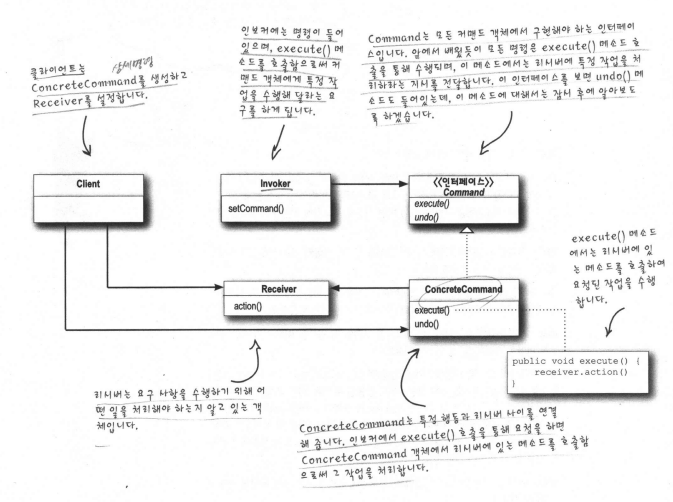 클라이언트는 상세명령
ConcreteCommand를 생성하고
Receiver를 설정합니다.
인보커에는 명령이 들어
있으며, execute() 메
소드를 호출함으로써 커
맨드 객체에게 특정 작
업을 수행해 달라는 요
구를 하게 됩니다.
Command는 모든 커맨드 객체에서 구현해야 하는 인터페이
스입니다. 앞에서 배웠듯이 모든 명령은 execute() 메소드 호
출을 통해 수행되며, 이 메소드에서는 리시버에 특정 작업을 처
리하라는 지시를 전달합니다. 이 인터페이스를 보면 undo() 메
소드도 들어있는데, 이 메소드에 대해서는 잠시 후에 알아보도
록 하겠습니다.
Client
Invoker
setCommand()
<<인터페이스>>
Command
execute()
undo()
execute() 메소드
에서는 리시버에 있
는 메소드를 호출하여
요청된 작업을 수행
합니다.
Receiver
action()
ConcreteCommand
execute()
undo()
public void execute() {
receiver.action()
}
리시버는 요구 사항을 수행하기 위해 어
떤 일을 처리해야 하는지 알고 있는 객
체입니다.
ConcreteCommand는 특정 행동과 리시버 사이를 연결
해 줍니다. 인보커에서 execute() 호출을 통해 요청을 하면
ConcreteCommand 객체에서 리시버에 있는 메소드를 호출함
으로써 그 작업을 처리합니다.